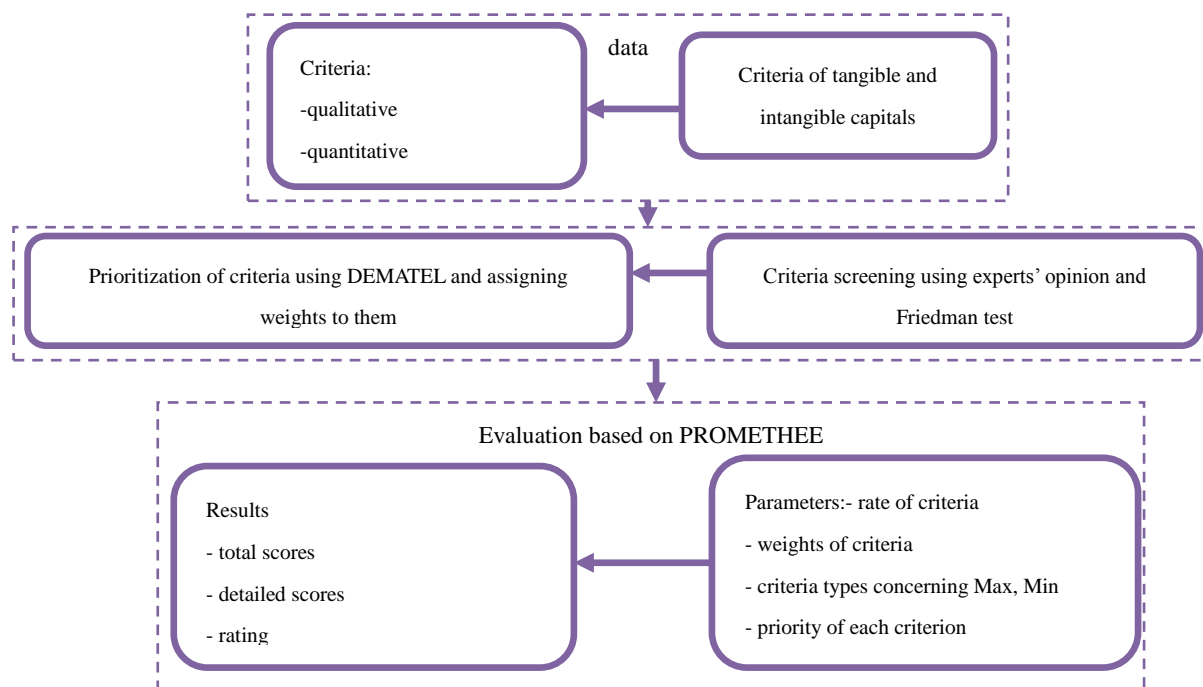 data
Criteria:
-qualitative
-quantitative
Criteria of tangible and
intangible capitals
Prioritization of criteria using DEMATEL and assigning
weights to them
Criteria screening using experts’ opinion and
Friedman test
Evaluation based on PROMETHEE
Results
- total scores
- detailed scores
- rating
Parameters:- rate of criteria
- weights of criteria
- criteria types concerning Max, Min
- priority of each criterion